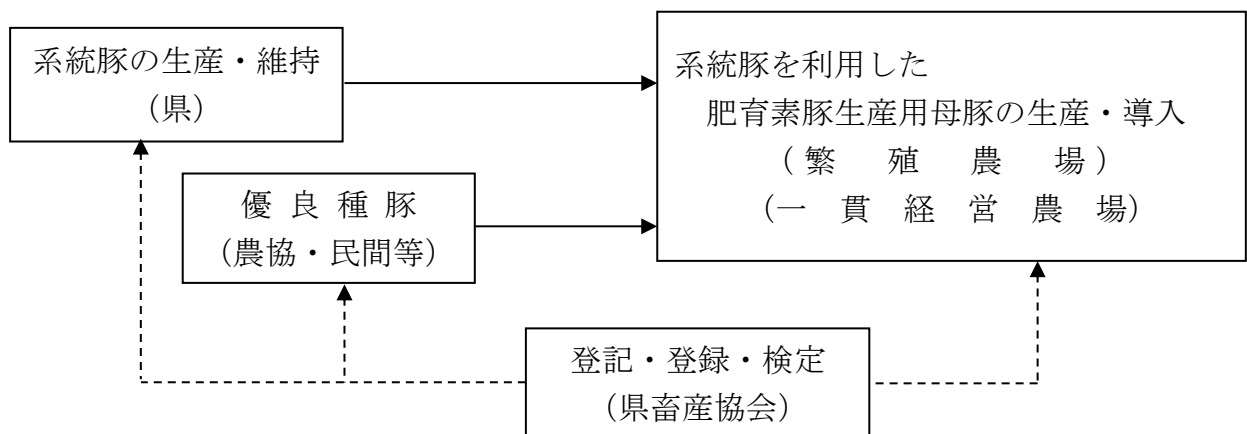 系統豚の生産・維持
（県）
系統豚を利用した
肥育素豚生産用母豚の生産・導入
（繁殖農場）
（一貫経営農場）
優良種豚
（農協・民間等）
登記・登録・検定
（県畜産協会）